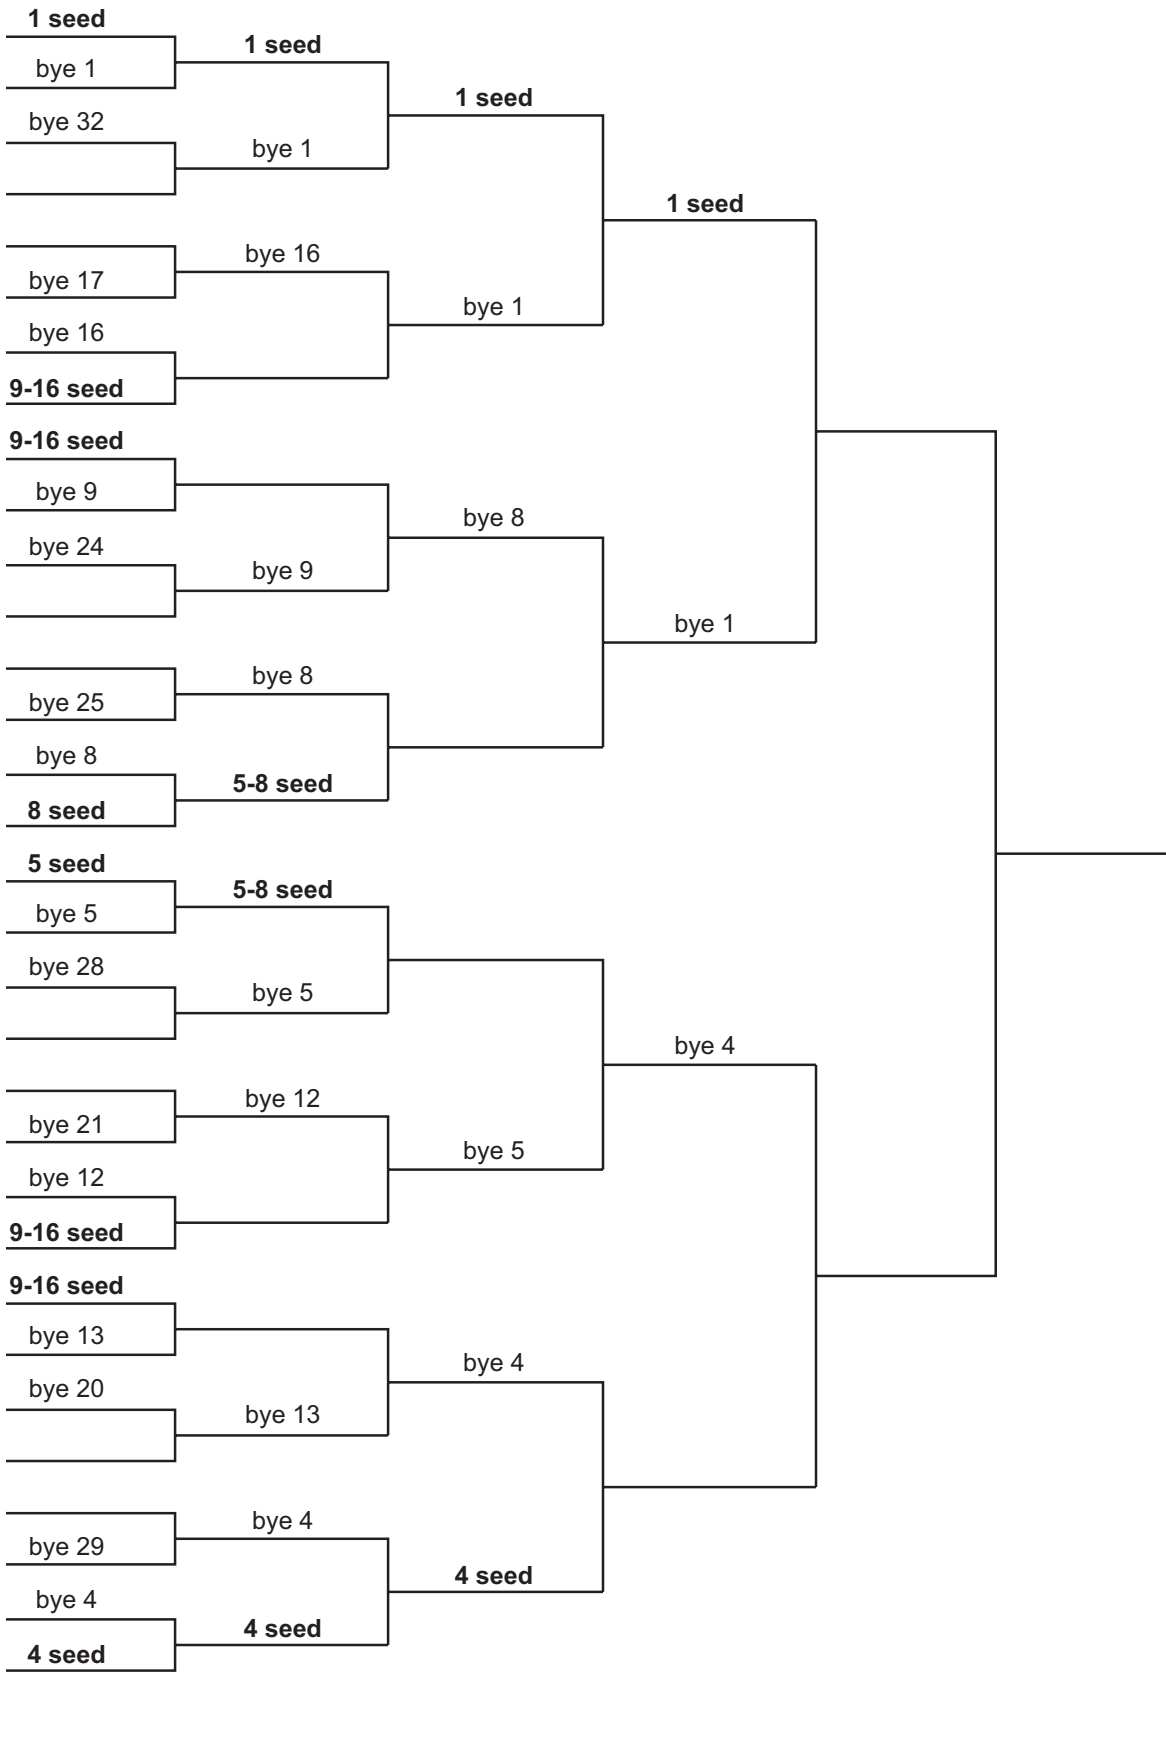 1 seed
bye 1
bye 32
bye 17
bye 16
9-16 seed
9-16 seed
bye 9
bye 24
bye 25
bye 8
8 seed
5 seed
bye 5
bye 28
bye 21
bye 12
9-16 seed
9-16 seed
bye 13
bye 20
bye 29
bye 4
4 seed
1 seed
bye 1
bye 16
bye 9
bye 8
5-8 seed
5-8 seed
bye 5
bye 12
bye 13
bye 4
4 seed
1 seed
bye 1
bye 8
bye 5
bye 4
4 seed
1 seed
bye 1
bye 4